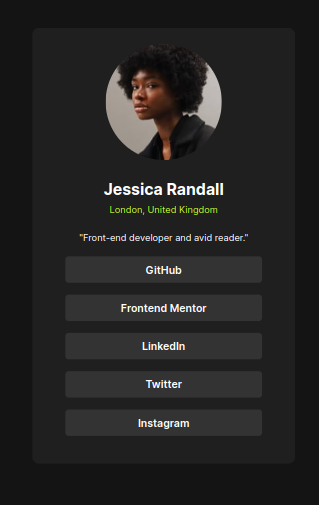 Jessica Randall
London, United Kingdom
"Front-end developer and avid reader."
GitHub
Frontend Mentor
LinkedIn
Twitter
Instagram